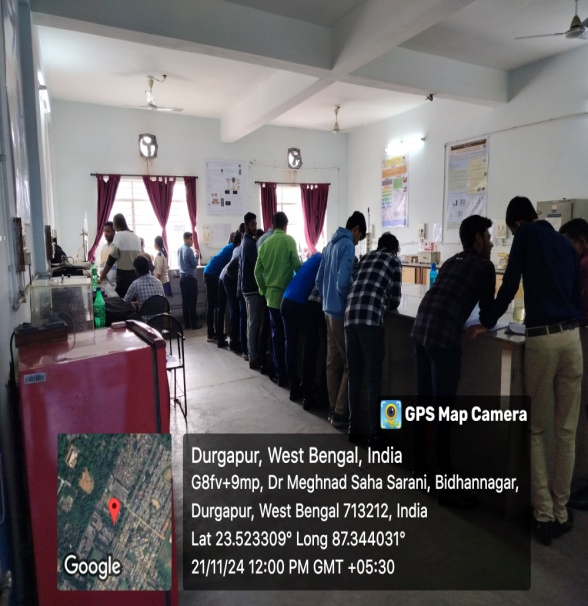 GPS Map Camera
Durgapur, West Bengal, India
G8fv+9mp, Dr Meghnad Saha Sarani, Bidhannagar,
Durgapur, West Bengal 713212, India
Lat 23.523309° Long 87.344031°
21/11/24 12:00 PM GMT +05:30
Google